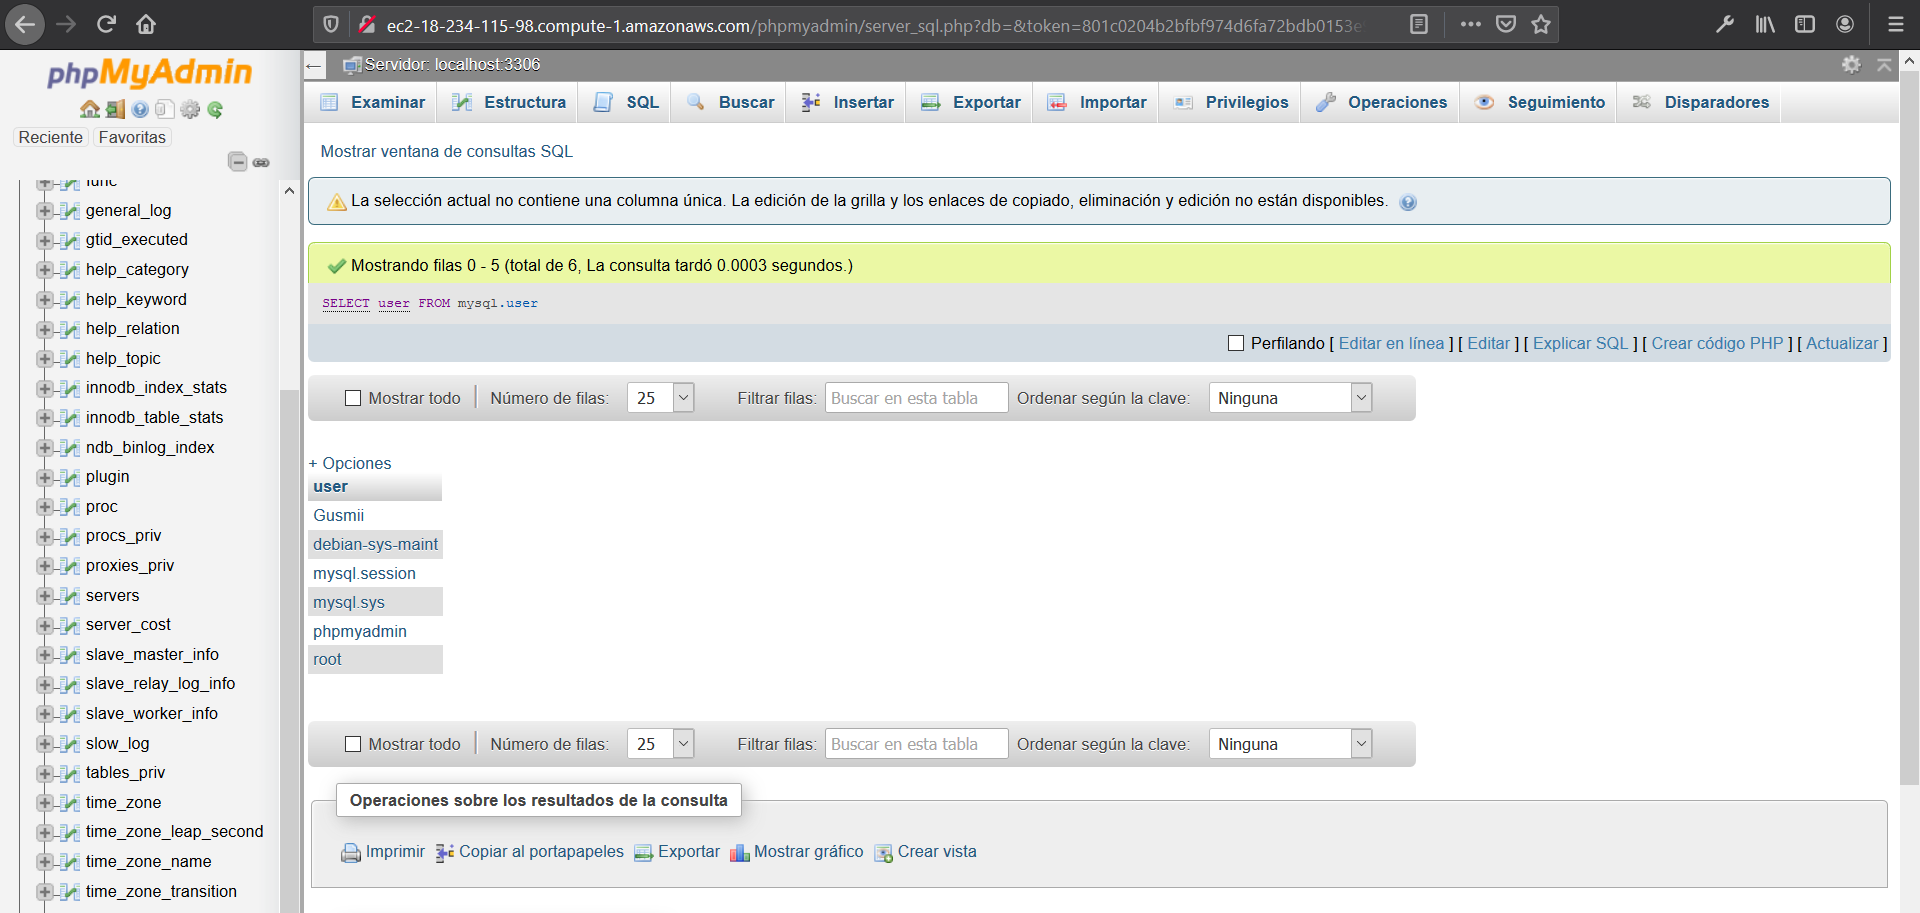 ec2-18-234-115-98.compute-1.amazonaws.com/phpmyadmin/server_sql.php?db=&token=801c0204b2bfbf974d6fa72bdb0153e
phpMyAdmin
Reciente Favoritas
func
general_log
gtid_executed
help_category
help_keyword
help_relation
help_topic
innodb_index_stats
innodb_table_stats
ndb_binlog_index
plugin
proc
procs_priv
proxies_priv
servers
server_cost
slave_master_info
slave_relay_log_info
slave_worker_info
slow_log
tables_priv
time_zone
time_zone_leap_second
time_zone_name
time_zone_transition
Servidor: localhost:3306
Examinar Estructura SQL Buscar Insertar Exportar Importar Privilegios Operaciones Seguimiento Disparadores
Mostrar ventana de consultas SQL
La selección actual no contiene una columna única. La edición de la grilla y los enlaces de copiado, eliminación y edición no están disponibles.
Mostrando filas 0 - 5 (total de 6, La consulta tardó 0.0003 segundos.)
SELECT user FROM mysql.user
Perfilando [ Editar en línea ] [ Editar ] [ Explicar SQL ] [ Crear código PHP ] [ Actualizar ]
Mostrar todo | Número de filas: 25 Filtrar filas: Buscar en esta tabla Ordenar según la clave: Ninguna
+ Opciones
user
Gusmii
debian-sys-maint
mysql.session
mysql.sys
phpmyadmin
root
Mostrar todo | Número de filas: 25 Filtrar filas: Buscar en esta tabla Ordenar según la clave: Ninguna
Operaciones sobre los resultados de la consulta
Imprimir Copiar al portapapeles Exportar Mostrar gráfico Crear vista